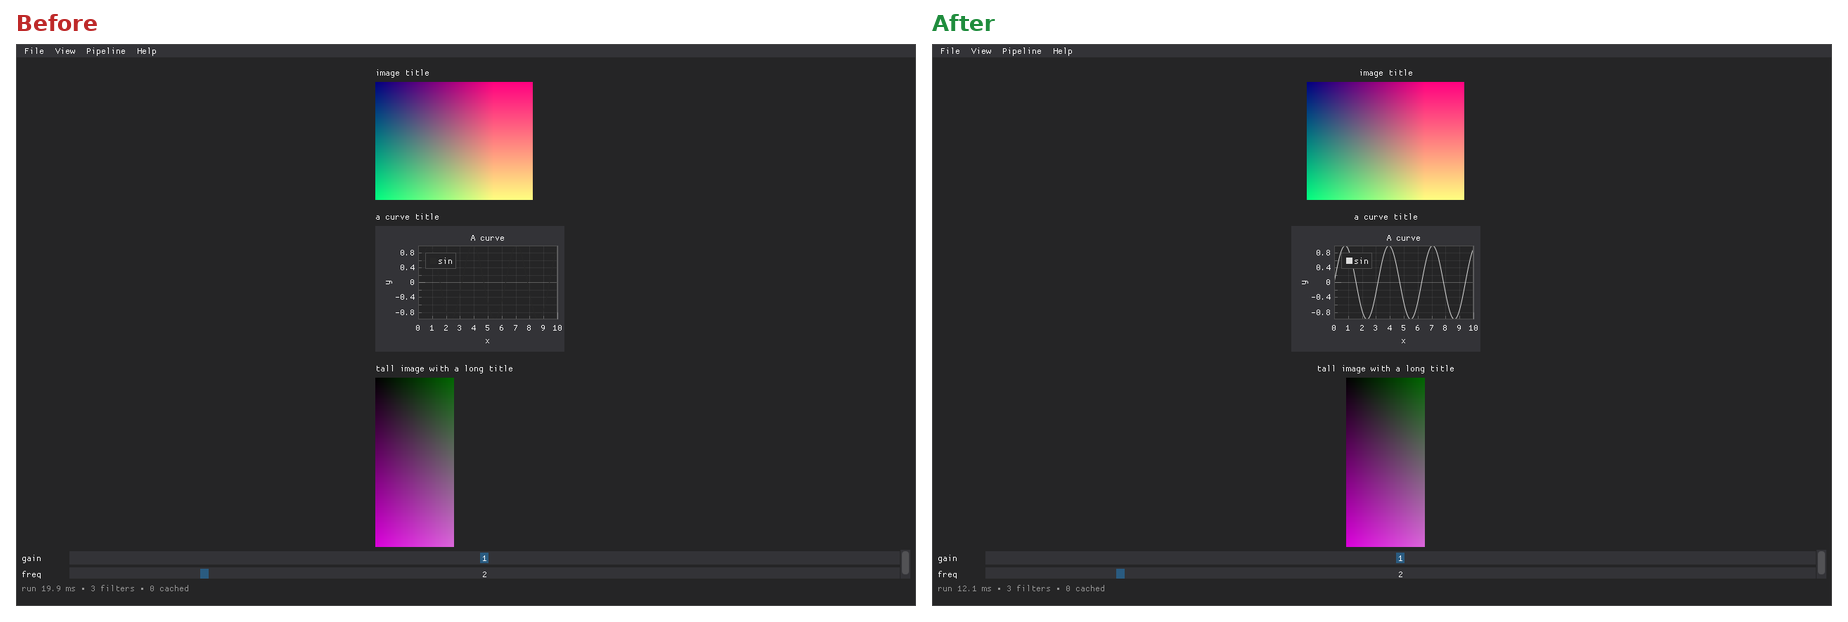 Before
File View Pipeline Help
image title
a curve title
A curve
0.8
sin
0.4
0
y
−0.4
−0.8
0 1 2 3 4 5 6 7 8 9 10
x
tall image with a long title
gain 1
freq 2
run 19.9 ms • 3 filters • 0 cached
After
File View Pipeline Help
image title
a curve title
A curve
0.8
sin
0.4
0
y
−0.4
−0.8
0 1 2 3 4 5 6 7 8 9 10
x
tall image with a long title
gain 1
freq 2
run 12.1 ms • 3 filters • 0 cached